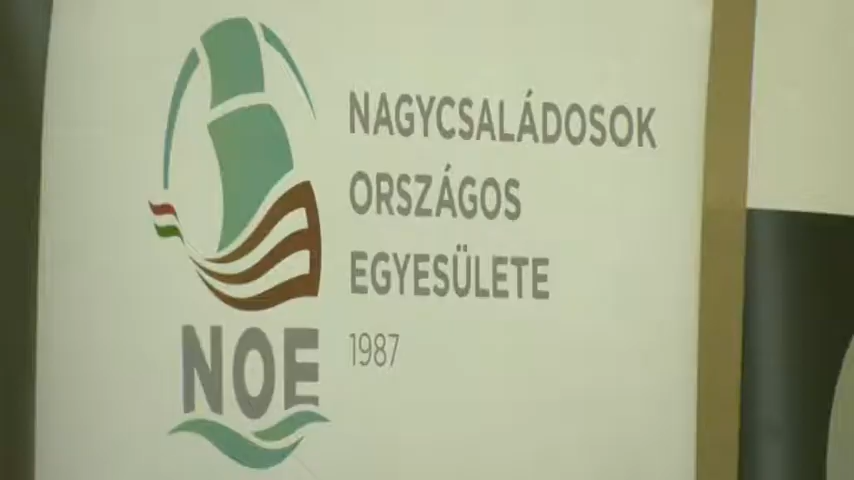 NAGYCSALÁDOSOK
ORSZÁGOS
EGYESÜLETE
1987
NOE